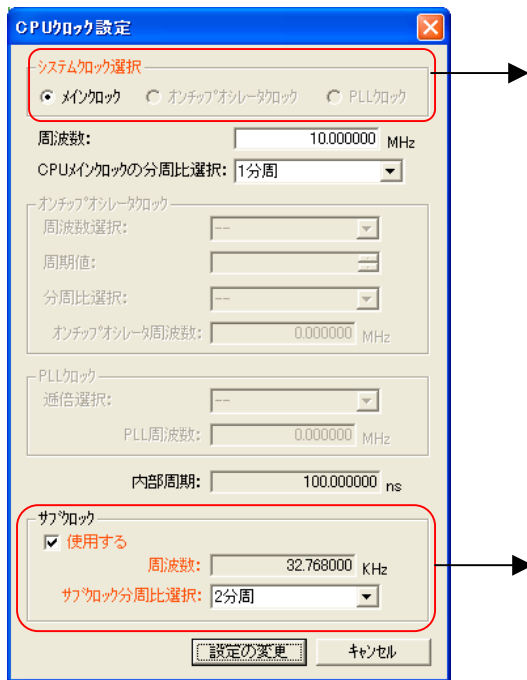 CPUｸﾛｯｸ設定
ｼｽﾃﾑｸﾛｯｸ選択
ﾒｲﾝｸﾛｯｸ ｵﾝﾁｯﾌﾟｵｼﾚｰﾀｸﾛｯｸ PLLｸﾛｯｸ
周波数: 10.000000 MHz
CPUﾒｲﾝｸﾛｯｸの分周比選択: 1分周
ｵﾝﾁｯﾌﾟｵｼﾚｰﾀｸﾛｯｸ
周波数選択: --
周期値:
分周比選択: --
ｵﾝﾁｯﾌﾟｵｼﾚｰﾀ周波数: 0.000000 MHz
PLLｸﾛｯｸ
逓倍選択: --
PLL周波数: 0.000000 MHz
内部周期: 100.000000 ns
ｻﾌﾞｸﾛｯｸ
使用する
周波数: 32.768000 KHz
ｻﾌﾞｸﾛｯｸ分周比選択: 2分周
設定の変更 ｷｬﾝｾﾙ